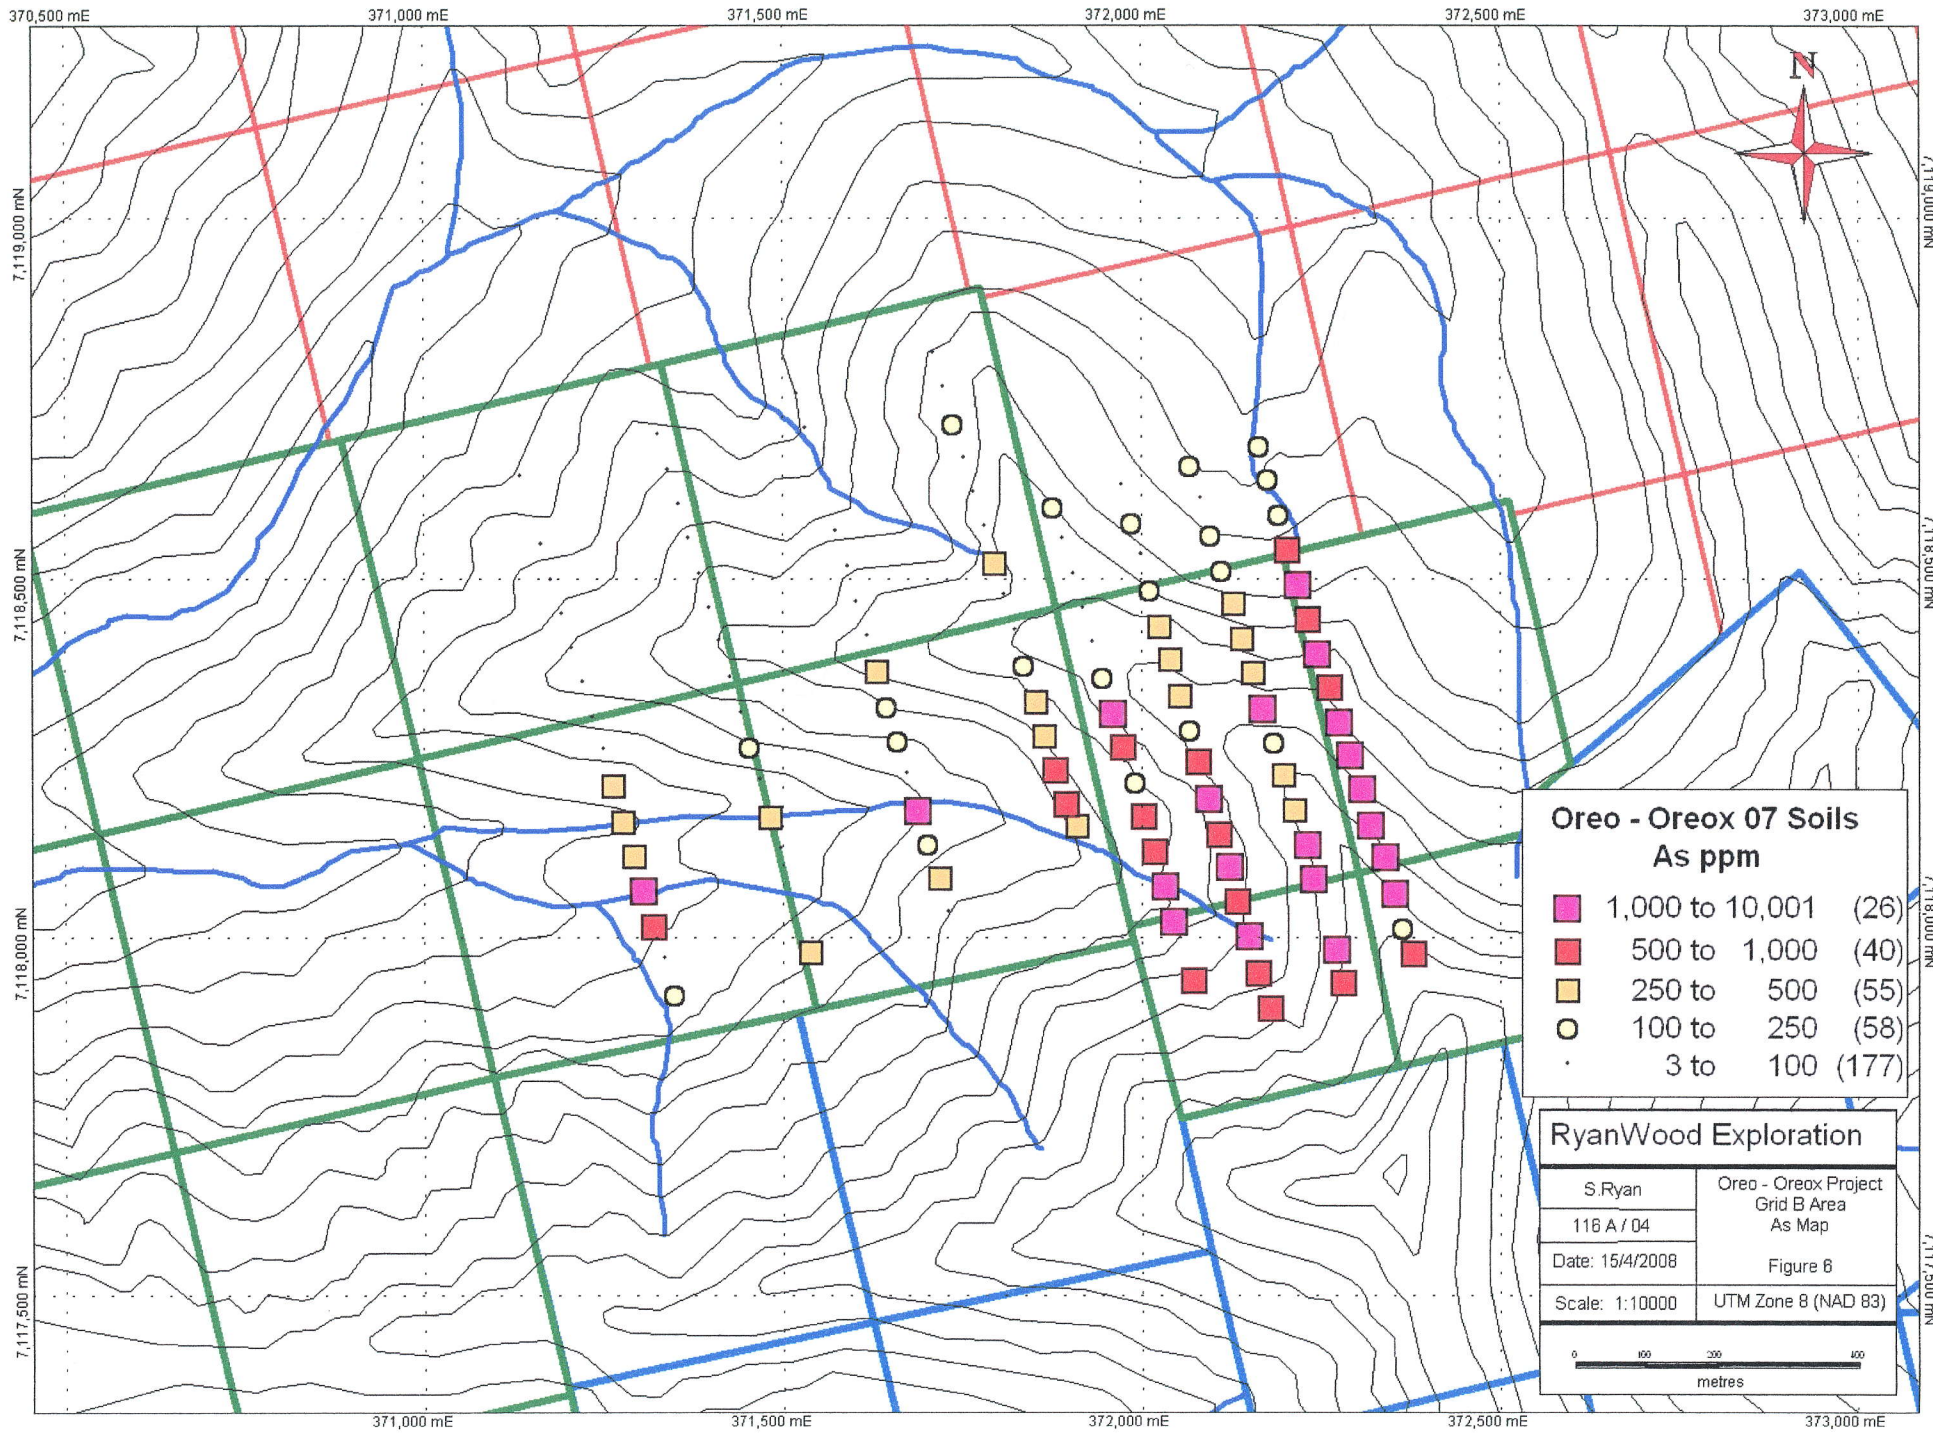 370,500 mE 371,000 mE 371,500 mE 372,000 mE 372,500 mE 373,000 mE
N
7,119,000 mN
7,119,000 mN
7,118,500 mN
7,118,500 mN
7,118,000 mN
7,118,000 mN
7,117,500 mN
7,117,500 mN
Oreo - Oreox 07 Soils
As ppm
1,000 to 10,001 (26)
500 to 1,000 (40)
250 to 500 (55)
100 to 250 (58)
3 to 100 (177)
RyanWood Exploration
S.Ryan
116 A / 04
Date: 15/4/2008
Scale: 1:10000
Oreo - Oreox Project
Grid B Area
As Map
Figure 6
UTM Zone 8 (NAD 83)
0 100 200 400
metres
371,000 mE 371,500 mE 372,000 mE 372,500 mE 373,000 mE